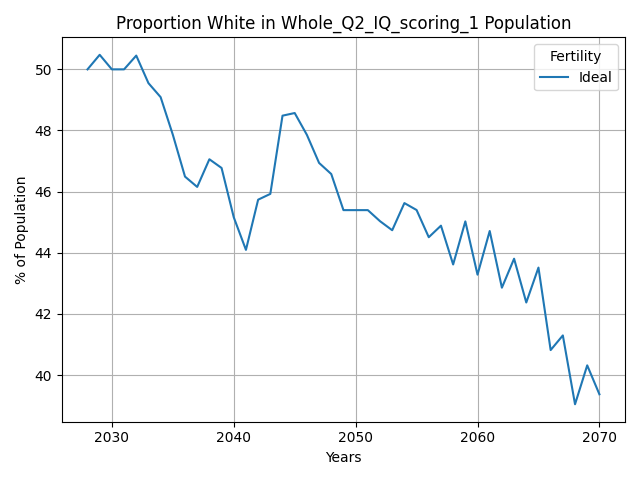 Proportion White in Whole_Q2_IQ_scoring_1 Population
Fertility
Ideal
% of Population
50
48
46
44
42
40
2030 2040 2050 2060 2070
Years